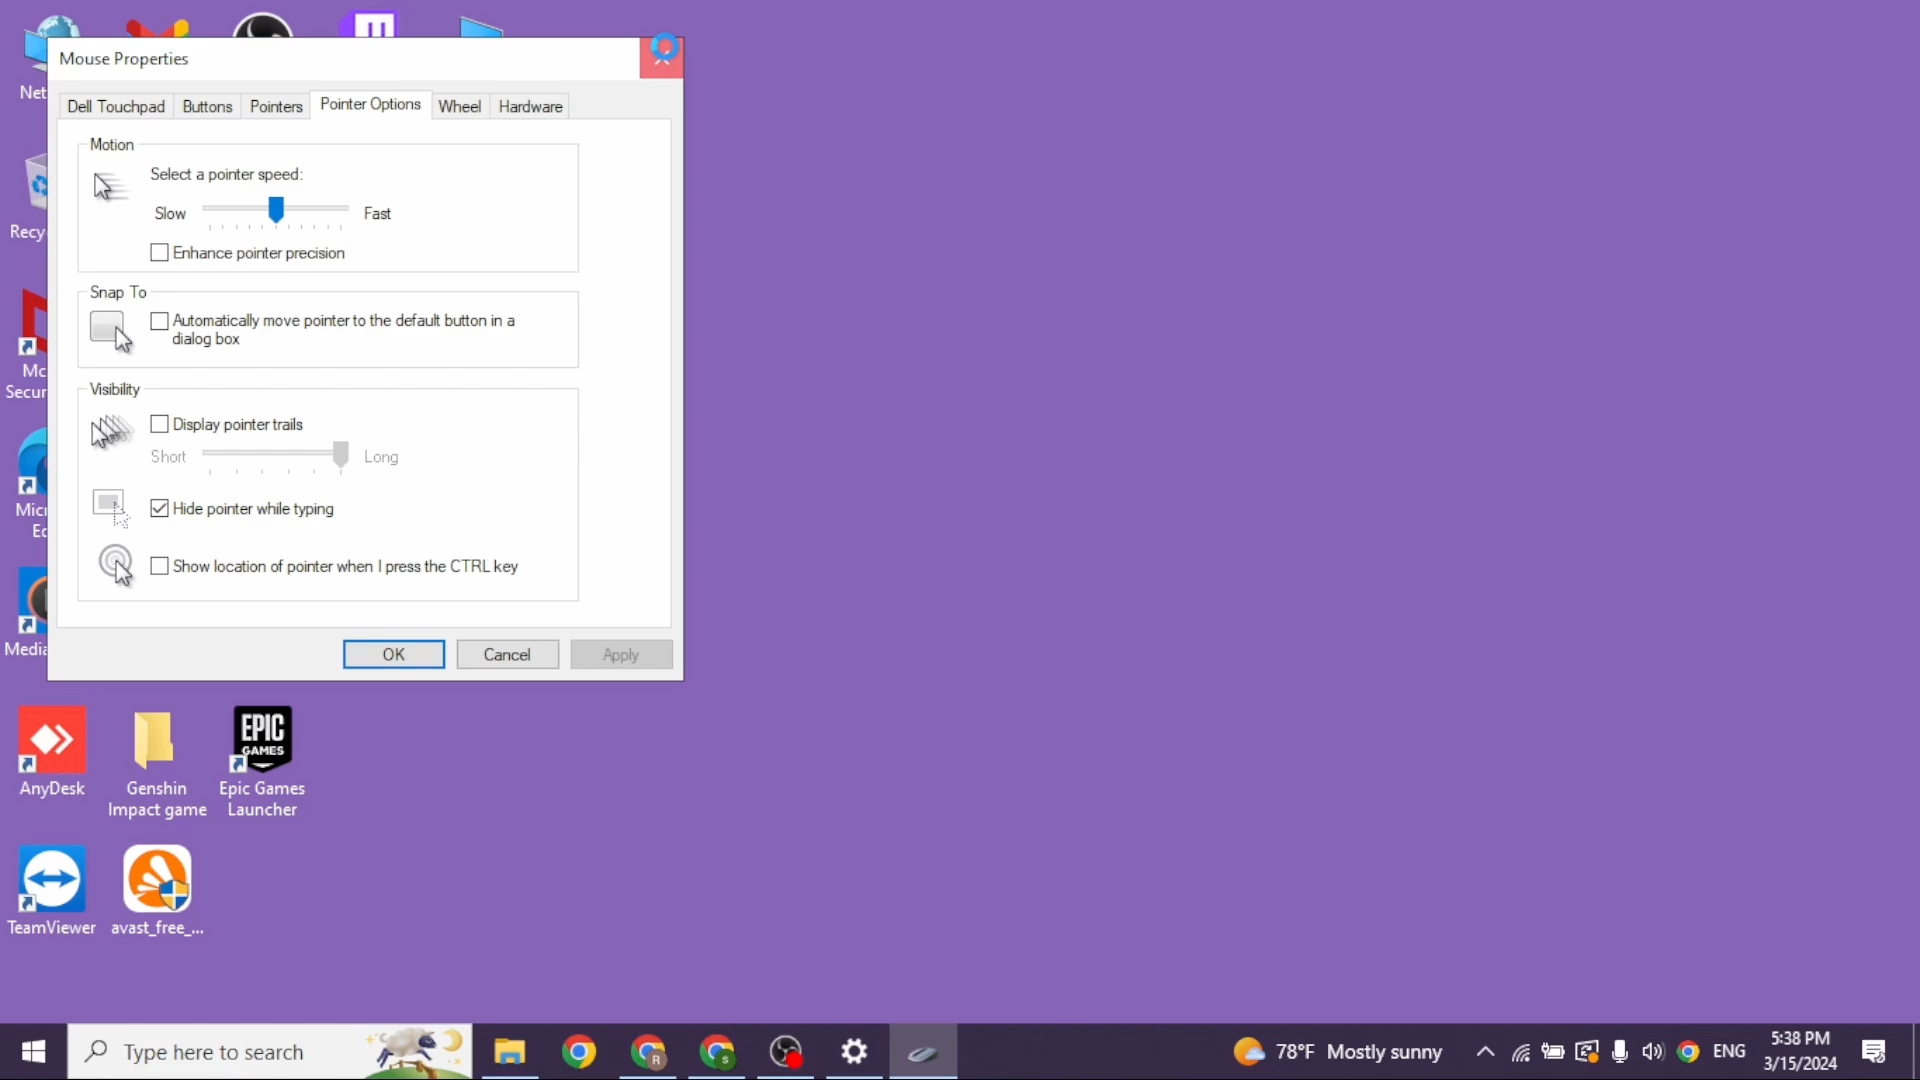 Mouse Properties
Dell Touchpad Buttons Pointers Pointer Options Wheel Hardware
Motion
Select a pointer speed:
Slow Fast
Enhance pointer precision
Snap To
Automatically move pointer to the default button in a
dialog box
Visibility
Display pointer trails
Short Long
Hide pointer while typing
Show location of pointer when I press the CTRL key
OK Cancel Apply
Net
Recy
Mc
Secur
Micr
Ed
Media
EPIC
GAMES
AnyDesk
Genshin
Impact game
Epic Games
Launcher
TeamViewer
avast_free_...
Type here to search
R
S
78°F Mostly sunny
ENG
5:38 PM
3/15/2024